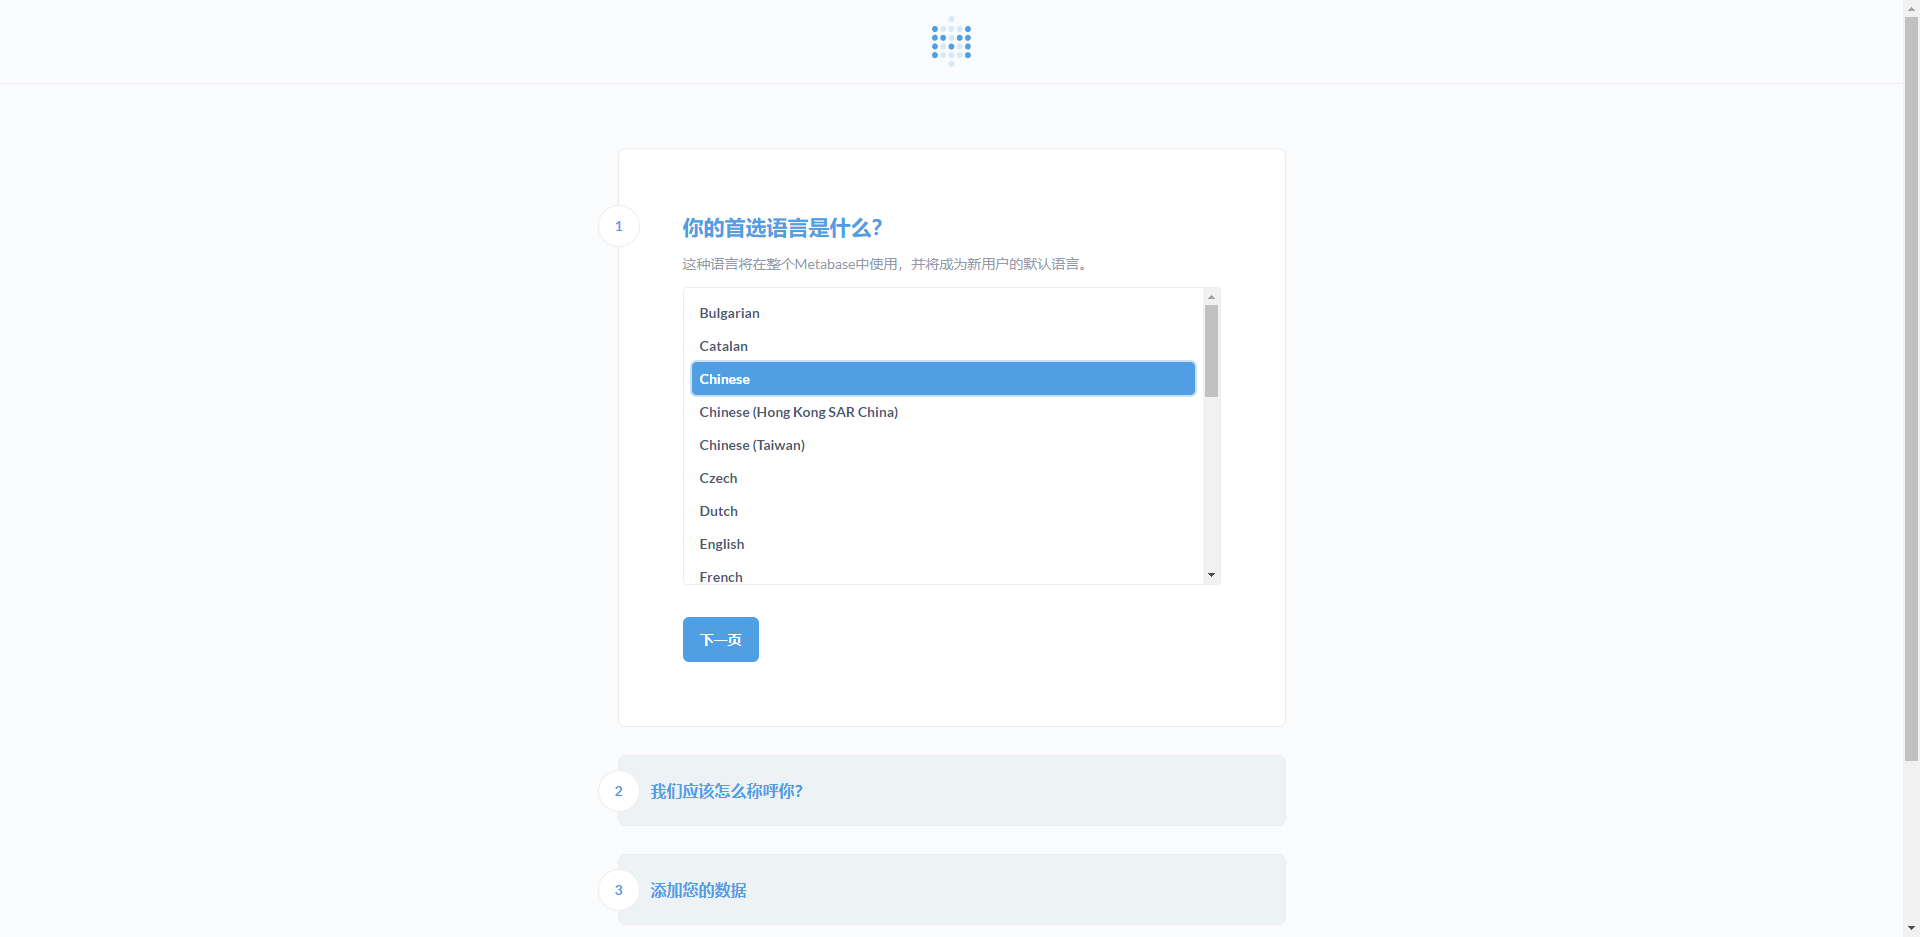 1
你的首选语言是什么？
这种语言将在整个Metabase中使用，并将成为新用户的默认语言。
Bulgarian
Catalan
Chinese
Chinese (Hong Kong SAR China)
Chinese (Taiwan)
Czech
Dutch
English
French
下一页
2
我们应该怎么称呼你？
3
添加您的数据